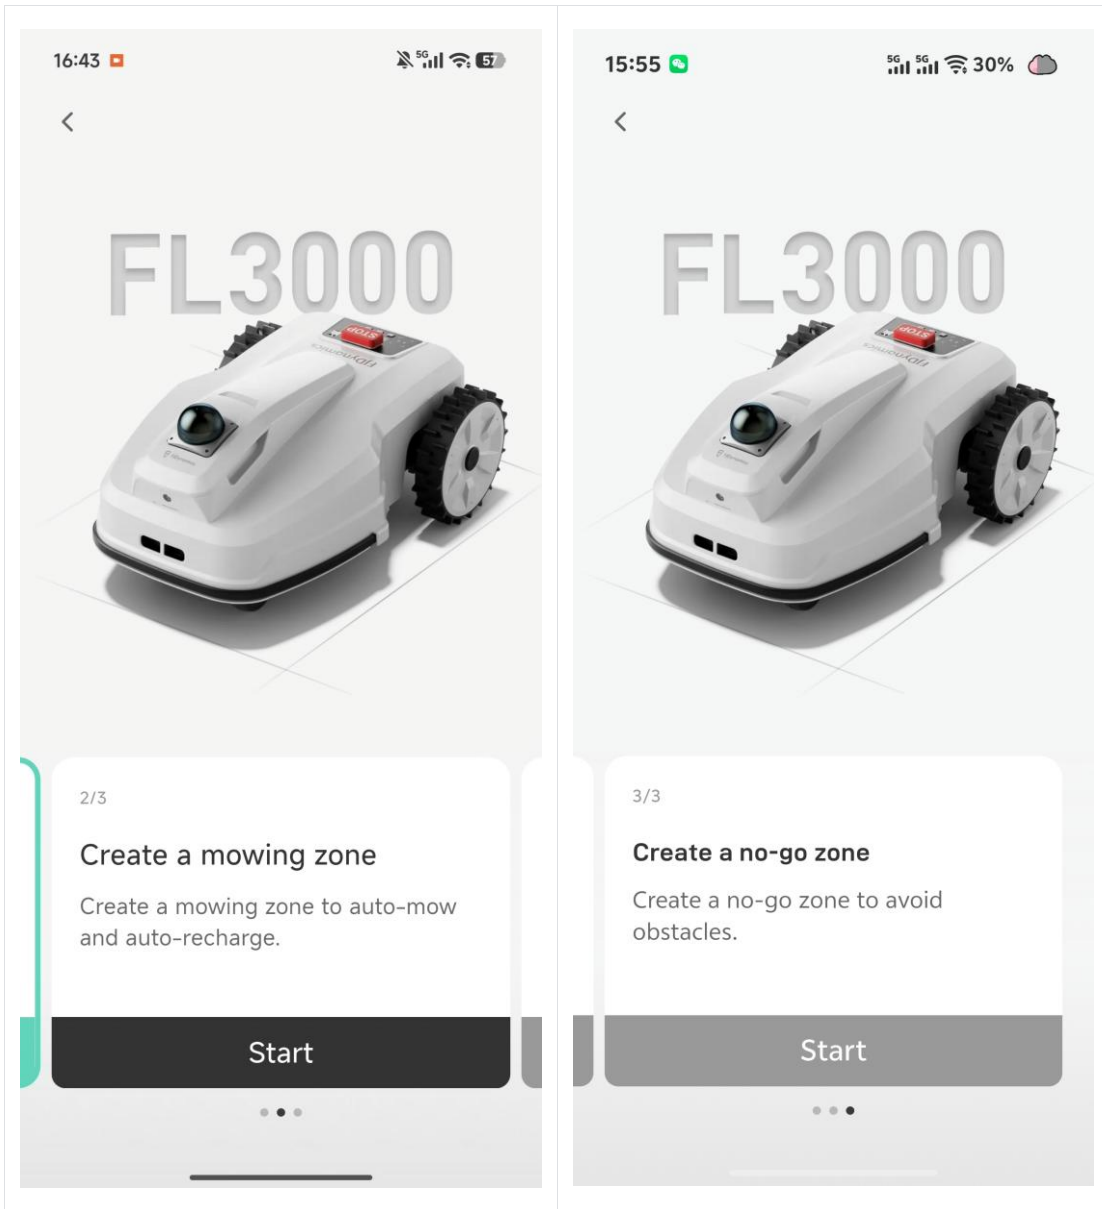 16:43
5G
57
FL3000
STOP
rjDynamics
2/3
Create a mowing zone
Create a mowing zone to auto-mow
and auto-recharge.
Start
15:55
5G 5G 30%
FL3000
STOP
rjDynamics
3/3
Create a no-go zone
Create a no-go zone to avoid
obstacles.
Start